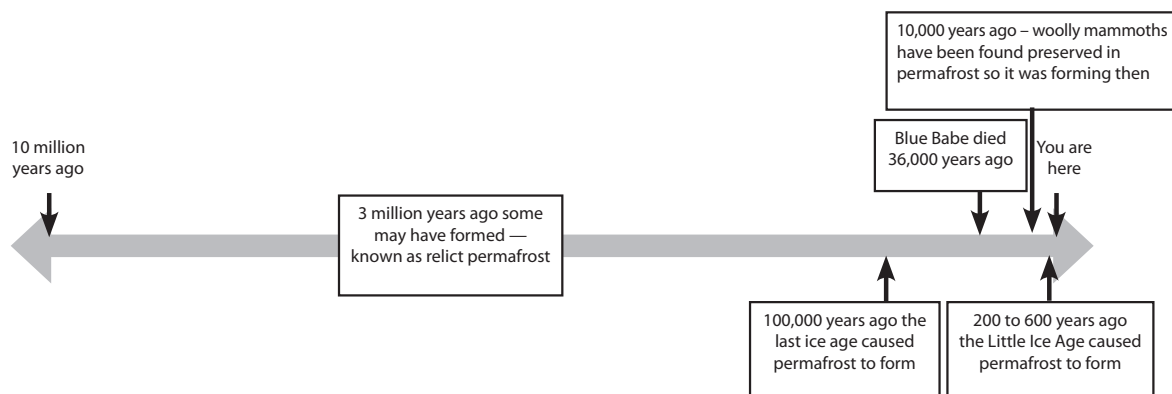 10 million
years ago
3 million years ago some
may have formed —
known as relict permafrost
100,000 years ago the
last ice age caused
permafrost to form
Blue Babe died
36,000 years ago
10,000 years ago – woolly mammoths
have been found preserved in
permafrost so it was forming then
200 to 600 years ago
the Little Ice Age caused
permafrost to form
You are
here